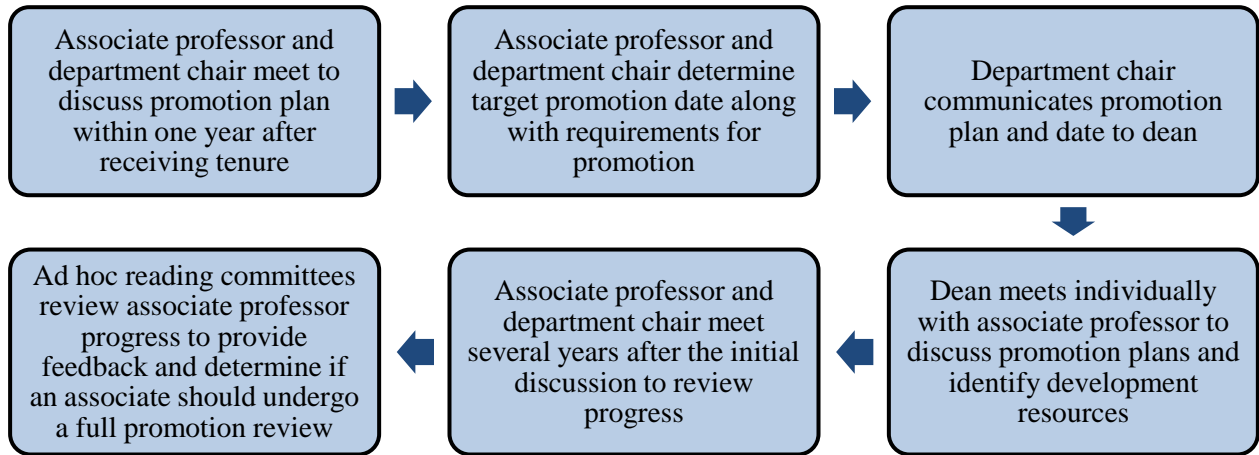 Associate professor and
department chair meet to
discuss promotion plan
within one year after
receiving tenure
Associate professor and
department chair determine
target promotion date along
with requirements for
promotion
Department chair
communicates promotion
plan and date to dean
Dean meets individually
with associate professor to
discuss promotion plans and
identify development
resources
Associate professor and
department chair meet
several years after the initial
discussion to review
progress
Ad hoc reading committees
review associate professor
progress to provide
feedback and determine if
an associate should undergo
a full promotion review